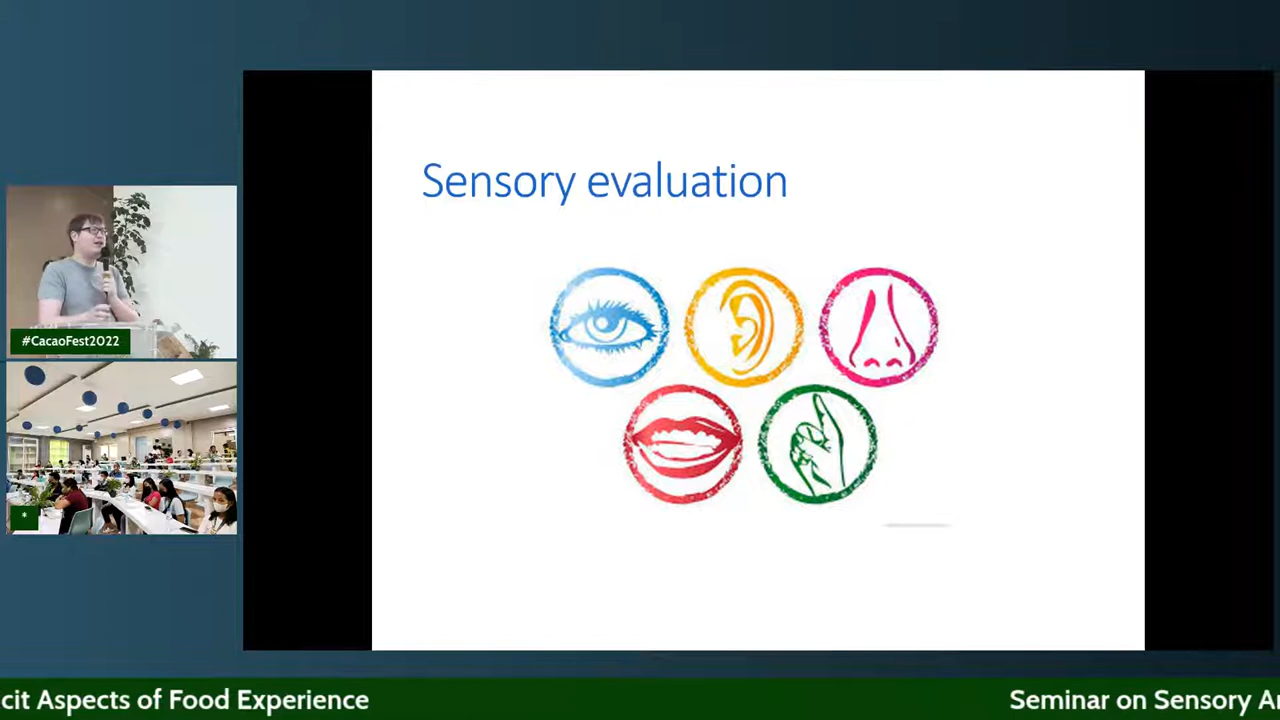 Sensory evaluation
#CacaoFest2022
*
cit Aspects of Food Experience
Seminar on Sensory A